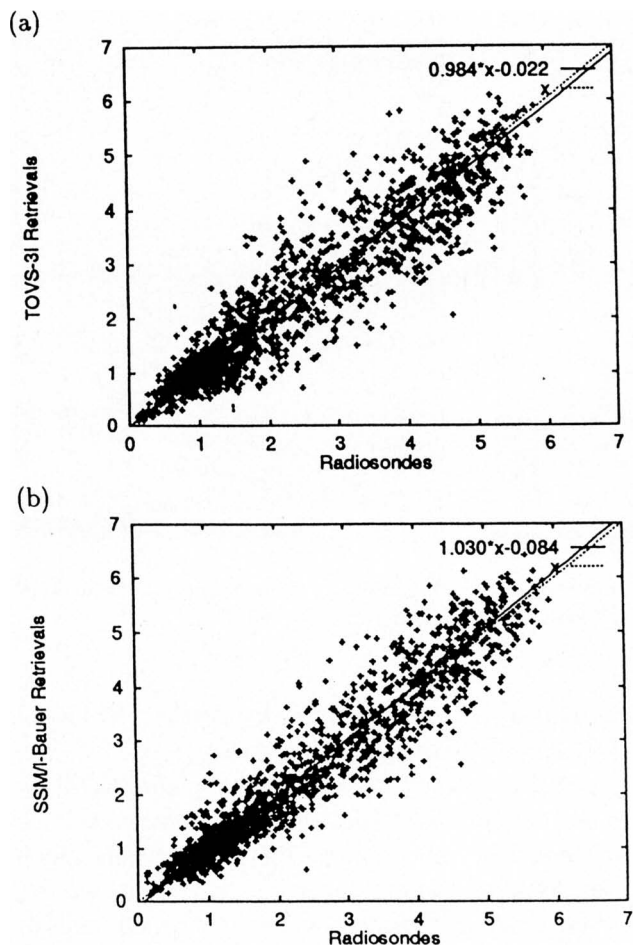 (a)
7
6
5
4
3
2
1
0
0.984*x-0.022
x
TOVS-3I Retrievals
0 1 2 3 4 5 6 7
Radiosondes
(b)
7
6
5
4
3
2
1
0
1.030*x-0.084
x
SSM/I-Bauer Retrievals
0 1 2 3 4 5 6 7
Radiosondes